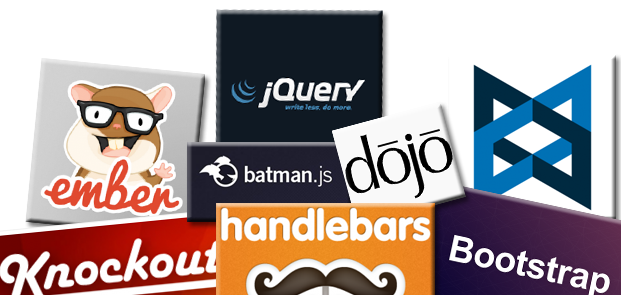 jQuery
write less. do more.
ember
batman.js
dōjō
handlebars
Knockout
Bootstrap